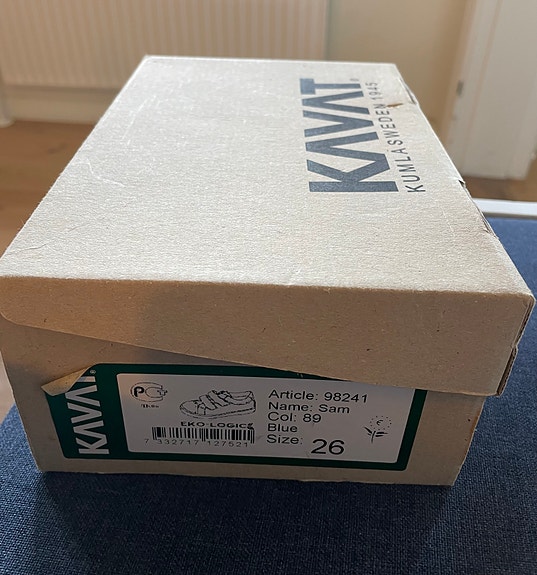 KAVAT®
KUMLA SWEDEN 1945
KAVAT
EKO-LOGIC
7 332717 127521
Article: 98241
Name: Sam
Col: 89
Blue
Size: 26